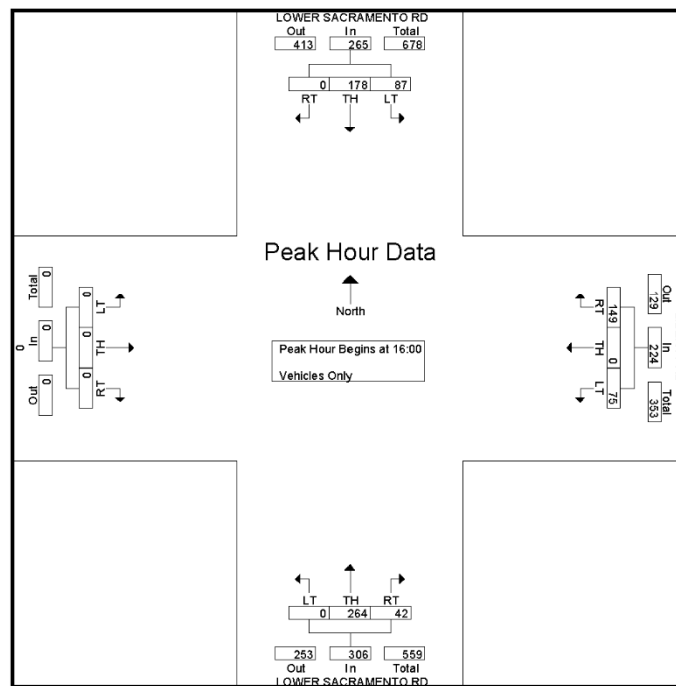 LOWER SACRAMENTO RD
Out In Total
413 265 678
0 178 87
RT TH LT
Peak Hour Data
North
Peak Hour Begins at 16:00
Vehicles Only
Total In Out
0 0 0
0
0 0 0
LT TH RT
RT TH LT
149 0 75
Out In Total
129 224 353
LT TH RT
0 264 42
253 306 559
Out In Total
LOWER SACRAMENTO RD